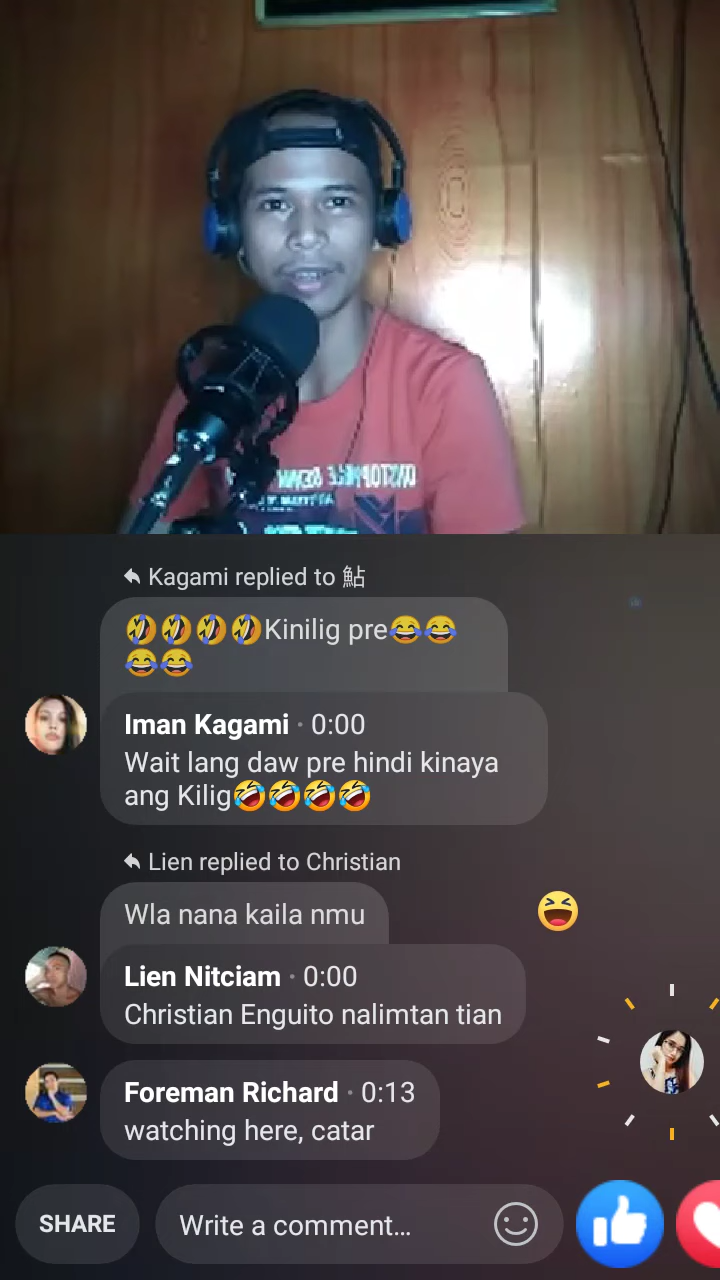 Kagami replied to 鮎
🤣🤣🤣🤣Kinilig pre😂😂
😂😂
Iman Kagami · 0:00
Wait lang daw pre hindi kinaya
ang Kilig🤣🤣🤣🤣
Lien replied to Christian
Wla nana kaila nmu
Lien Nitciam · 0:00
Christian Enguito nalimtan tian
Foreman Richard · 0:13
watching here, catar
SHARE
Write a comment...